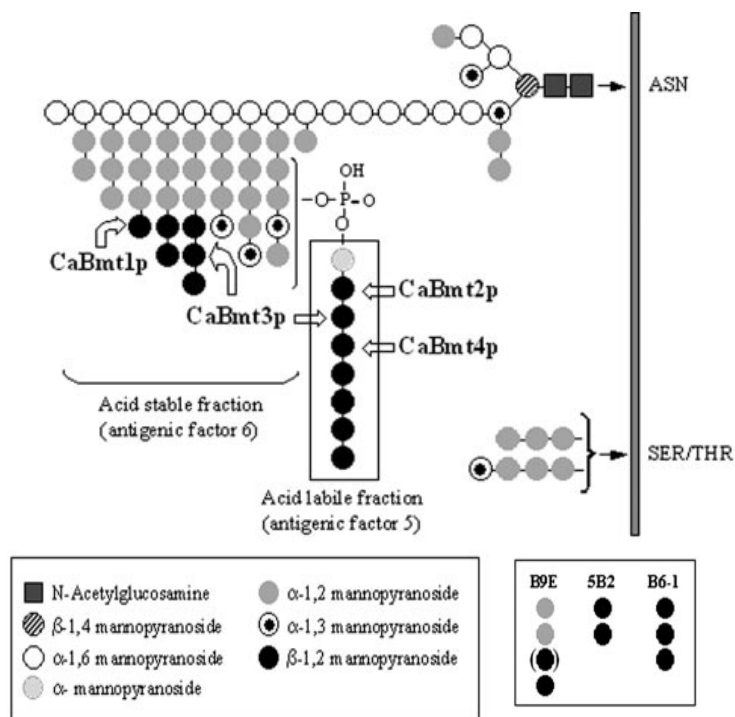 ASN
OH
O
P
O
O
CaBmt1p
CaBmt2p
CaBmt3p
CaBmt4p
Acid stable fraction
(antigenic factor 6)
SER/THR
Acid labile fraction
(antigenic factor 5)
N-Acetylglucosamine
β-1,4 mannopyranoside
α-1,6 mannopyranoside
α- mannopyranoside
α-1,2 mannopyranoside
α-1,3 mannopyranoside
β-1,2 mannopyranoside
B9E 5B2 B6-1
( )